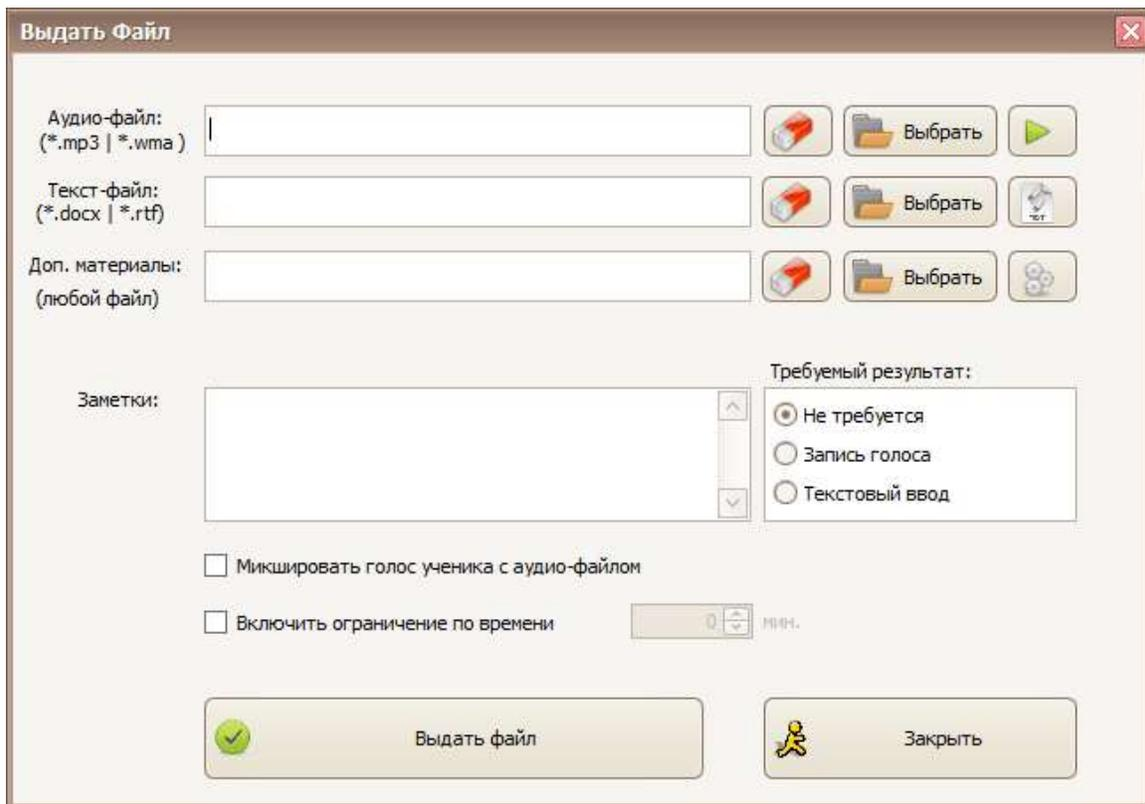 Выдать Файл
Аудио-файл:
(*.mp3 | *.wma )
Выбрать
Текст-файл:
(*.docx | *.rtf)
Выбрать
Доп. материалы:
(любой файл)
Выбрать
Требуемый результат:
Заметки:
Не требуется
Запись голоса
Текстовый ввод
Микшировать голос ученика с аудио-файлом
Включить ограничение по времени 0 мин.
Выдать файл
Закрыть